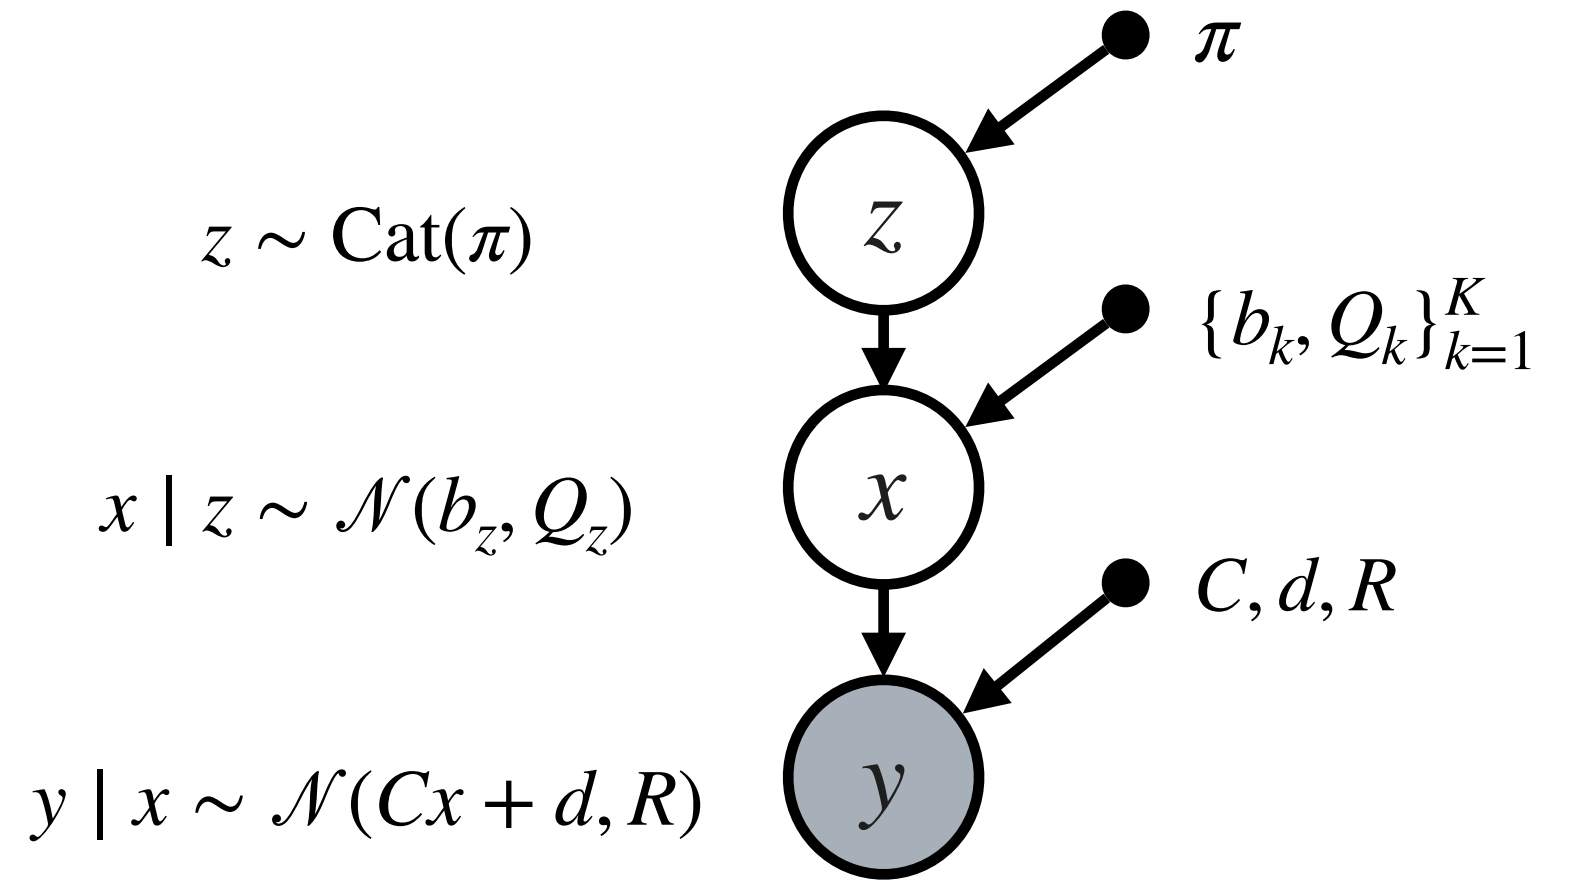 π
z
z ∼ Cat(π)
{b_k, Q_k}_{k=1}^K
x
x | z ∼ 𝒩(b_z, Q_z)
C, d, R
y
y | x ∼ 𝒩(Cx + d, R)